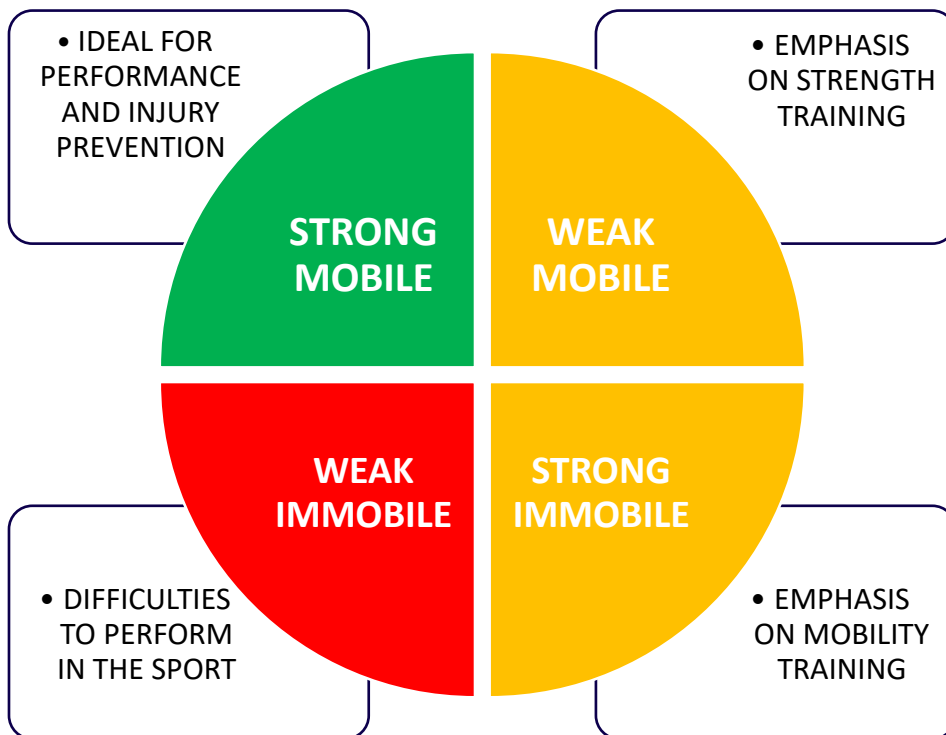 • IDEAL FOR
PERFORMANCE
AND INJURY
PREVENTION
• EMPHASIS
ON STRENGTH
TRAINING
STRONG
MOBILE
WEAK
MOBILE
WEAK
IMMOBILE
STRONG
IMMOBILE
• DIFFICULTIES
TO PERFORM
IN THE SPORT
• EMPHASIS
ON MOBILITY
TRAINING